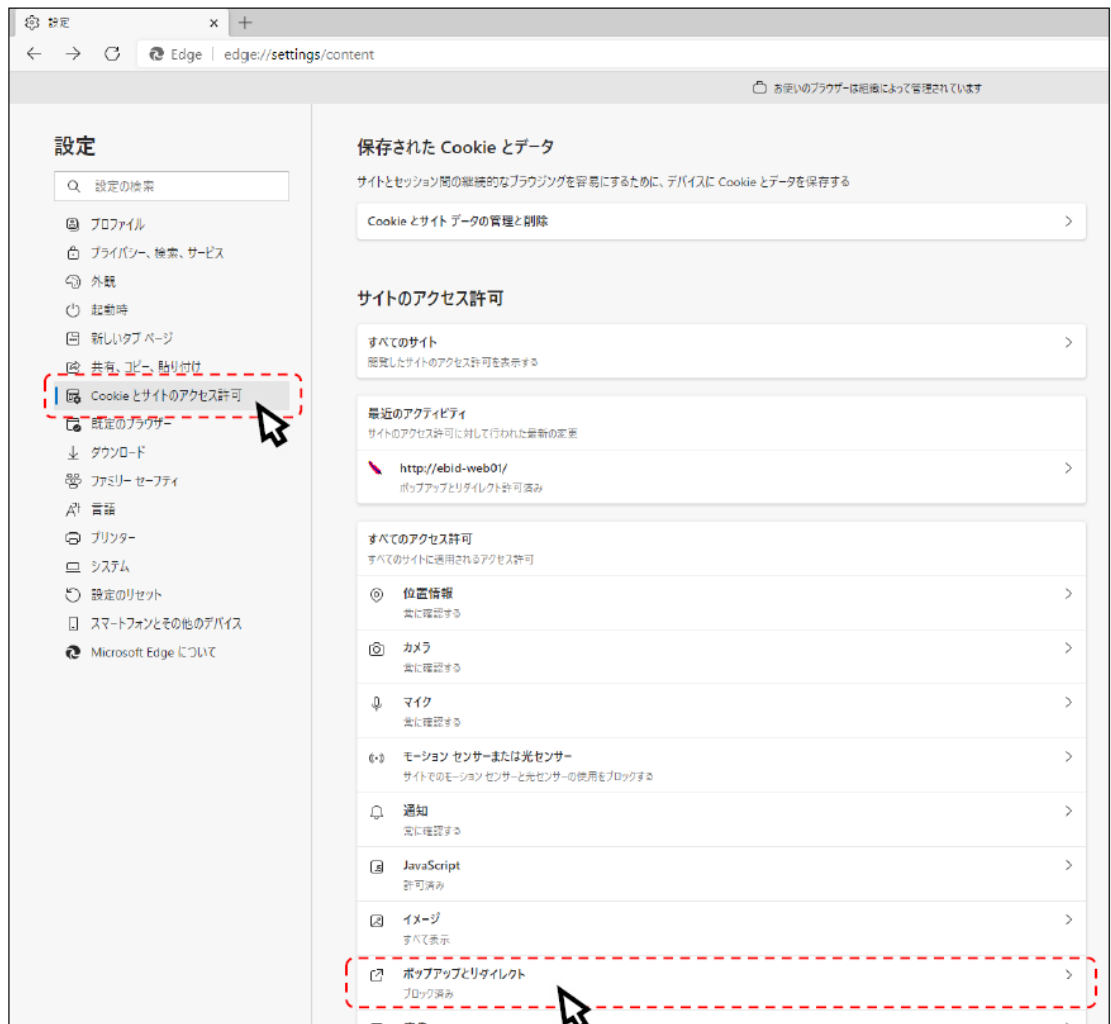 設定
Edge | edge://settings/content
お使いのブラウザーは組織によって管理されています
設定
設定の検索
プロファイル
プライバシー、検索、サービス
外観
起動時
新しいタブ ページ
共有、コピー、貼り付け
Cookie とサイトのアクセス許可
既定のブラウザー
ダウンロード
ファミリー セーフティ
言語
プリンター
システム
設定のリセット
スマートフォンとその他のデバイス
Microsoft Edge について
保存された Cookie とデータ
サイトとセッション間の継続的なブラウジングを容易にするために、デバイスに Cookie とデータを保存する
Cookie とサイト データの管理と削除
サイトのアクセス許可
すべてのサイト
閲覧したサイトのアクセス許可を表示する
最近のアクティビティ
サイトのアクセス許可に対して行われた最新の変更
http://ebid-web01/
ポップアップとリダイレクト許可済み
すべてのアクセス許可
すべてのサイトに適用されるアクセス許可
位置情報
常に確認する
カメラ
常に確認する
マイク
常に確認する
モーション センサーまたは光センサー
サイトでのモーション センサーと光センサーの使用をブロックする
通知
常に確認する
JavaScript
許可済み
イメージ
すべて表示
ポップアップとリダイレクト
ブロック済み